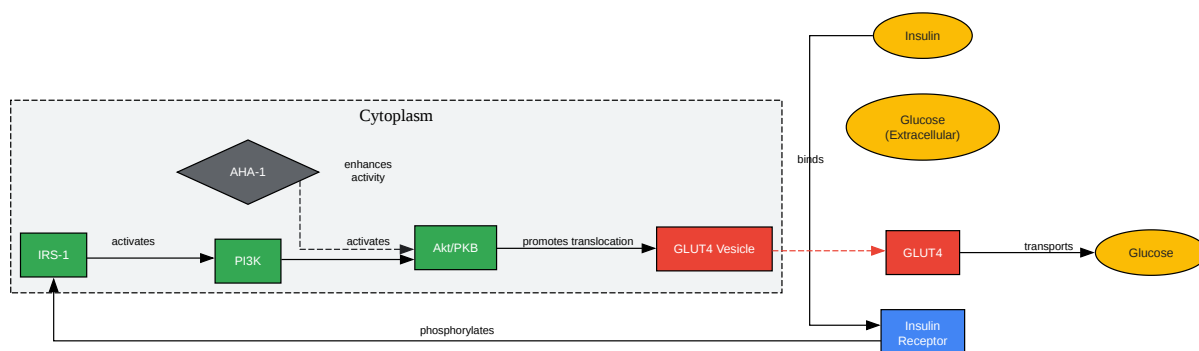 Insulin
Cytoplasm
Glucose
(Extracellular)
binds
AHA-1
enhances
activity
IRS-1
activates
PI3K
activates
Akt/PKB
promotes translocation
GLUT4 Vesicle
GLUT4
transports
Glucose
phosphorylates
Insulin
Receptor